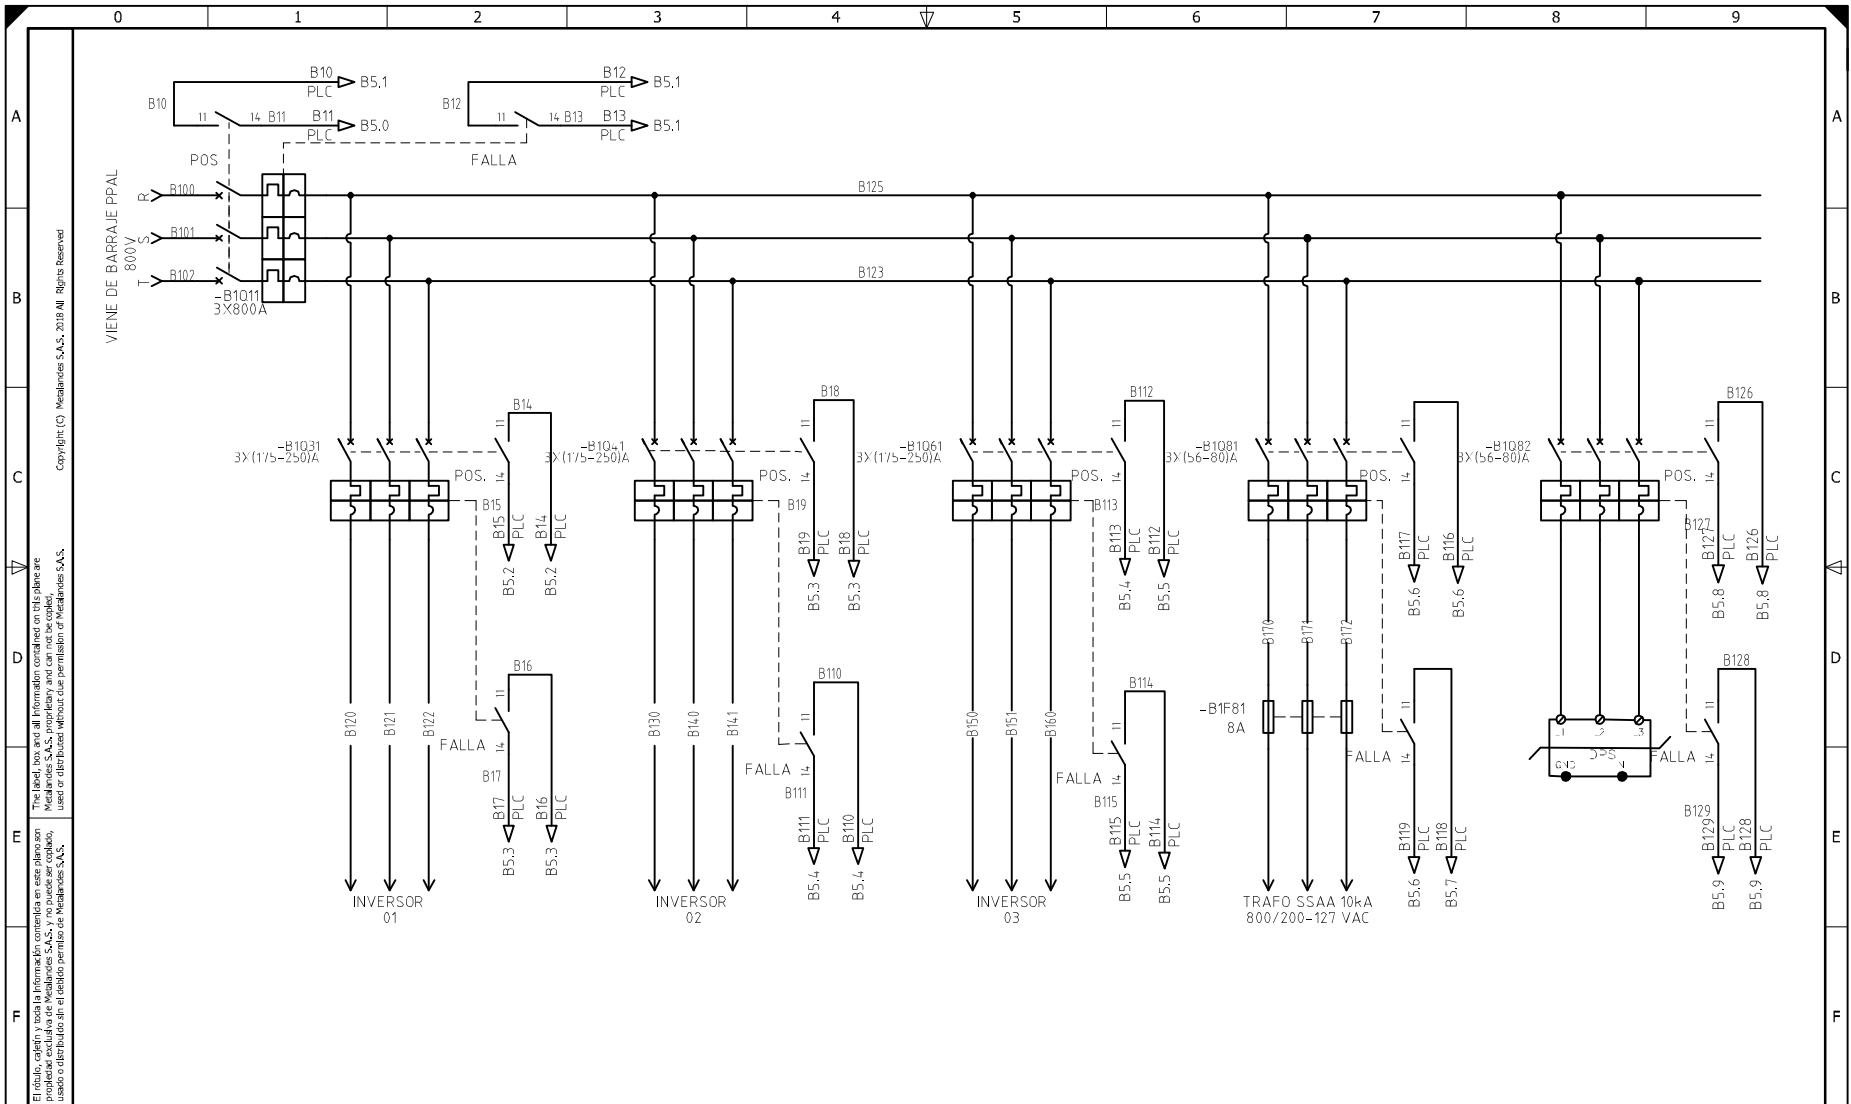 0 1 2 3 4 5 6 7 8 9
A A
B B
C C
D D
E E
F F
Copyright (C) Metalandes S.A.S. 2018 All Rights Reserved
The label, box and all information contained on this plane are
Metalandes S.A.S. proprietary and can not be copied,
used or distributed without due permission of Metalandes S.A.S.
El rótulo, cajetín y toda la información contenida en este plano son
propiedad exclusiva de Metalandes S.A.S. y no puede ser copiado,
usado o distribuido sin el debido permiso de Metalandes S.A.S.
B10
B10
PLC
B5.1
11
14
B11
B11
PLC
B5.0
POS
B12
B12
PLC
B5.1
11
14
B13
B13
PLC
B5.1
FALLA
VIENE DE BARRAJE PPAL
800V
R
S
T
B100
B101
B102
-B1Q11
3X800A
B125
B123
-B1Q31
3X(175-250)A
B14
11
14
POS.
B15
B15
PLC
B5.2
B14
PLC
B5.2
B120
B121
B122
B16
11
14
FALLA
B17
B17
PLC
B5.3
B16
PLC
B5.3
INVERSOR
01
-B1Q41
3X(175-250)A
B18
11
14
POS.
B19
B19
PLC
B5.3
B18
PLC
B5.3
B130
B140
B141
B110
11
14
FALLA
B111
B111
PLC
B5.4
B110
PLC
B5.4
INVERSOR
02
-B1Q61
3X(175-250)A
B112
11
14
POS.
B113
B113
PLC
B5.4
B112
PLC
B5.5
B150
B151
B160
B114
11
14
FALLA
B115
B115
PLC
B5.5
B114
PLC
B5.5
INVERSOR
03
-B1Q81
3X(56-80)A
11
14
POS.
B117
PLC
B5.6
B116
PLC
B5.6
B170
B171
B172
-B1F81
8A
11
14
FALLA
B119
PLC
B5.6
B118
PLC
B5.7
TRAFO SSAA 10kA
800/200-127 VAC
-B1Q82
3X(56-80)A
B126
11
14
POS.
B127
B127
PLC
B5.8
B126
PLC
B5.8
L1 L2 L3
DPS
GND N
B128
11
14
FALLA
B129
B129
PLC
B5.9
B128
PLC
B5.9